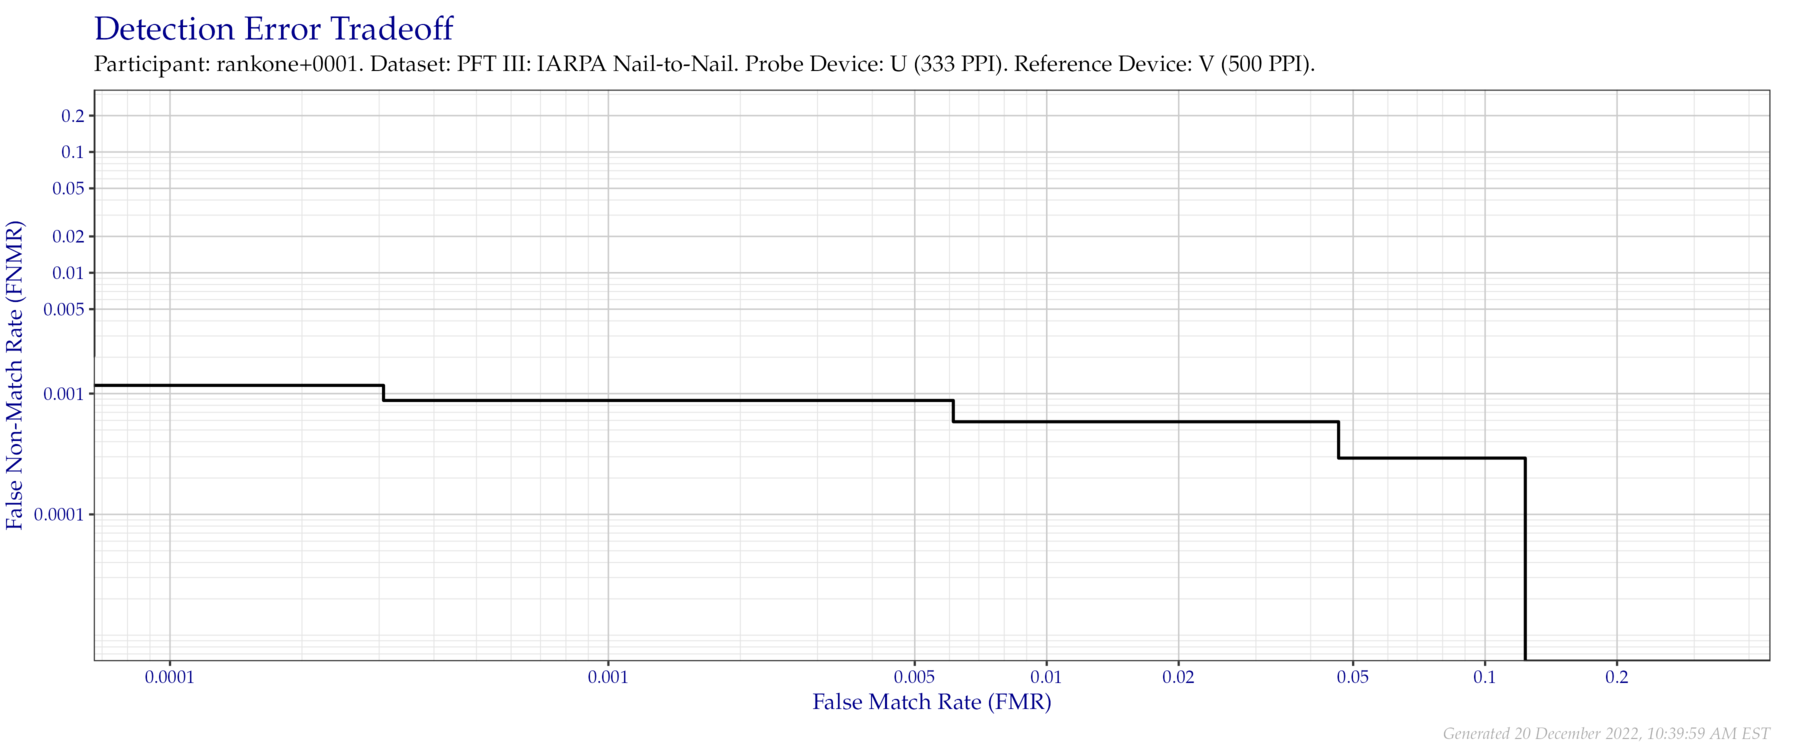 Detection Error Tradeoff
Participant: rankone+0001. Dataset: PFT III: IARPA Nail-to-Nail. Probe Device: U (333 PPI). Reference Device: V (500 PPI).
False Non-Match Rate (FNMR)
0.2
0.1
0.05
0.02
0.01
0.005
0.001
0.0001
0.0001 0.001 0.005 0.01 0.02 0.05 0.1 0.2
False Match Rate (FMR)
Generated 20 December 2022, 10:39:59 AM EST